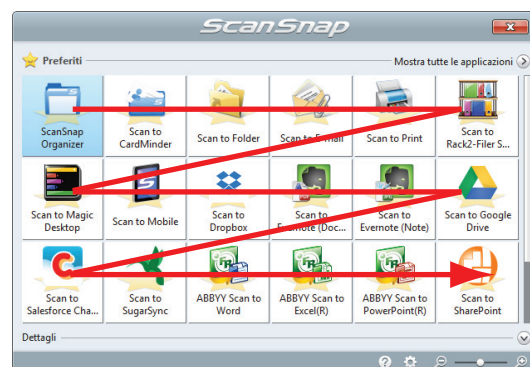 ScanSnap
Preferiti
Mostra tutte le applicazioni
ScanSnap
Organizer
Scan to
CardMinder
Scan to Folder
Scan to E-mail
Scan to Print
Scan to
Rack2-Filer S...
Scan to Magic
Desktop
Scan to Mobile
Scan to
Dropbox
Scan to
Evernote (Doc...
Scan to
Evernote (Note)
Scan to Google
Drive
Scan to
Salesforce Cha...
Scan to
SugarSync
ABBYY Scan to
Word
ABBYY Scan to
Excel(R)
ABBYY Scan to
PowerPoint(R)
Scan to
SharePoint
Dettagli